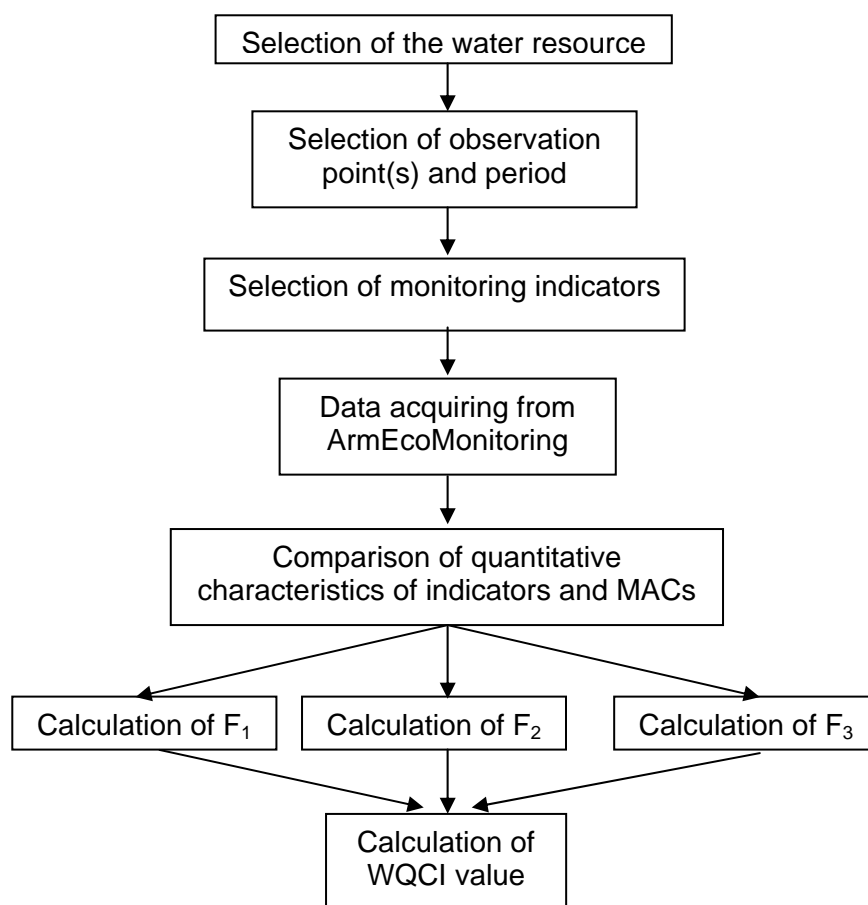 Selection of the water resource
Selection of observation
point(s) and period
Selection of monitoring indicators
Data acquiring from
ArmEcoMonitoring
Comparison of quantitative
characteristics of indicators and MACs
Calculation of F₁
Calculation of F₂
Calculation of F₃
Calculation of
WQCI value